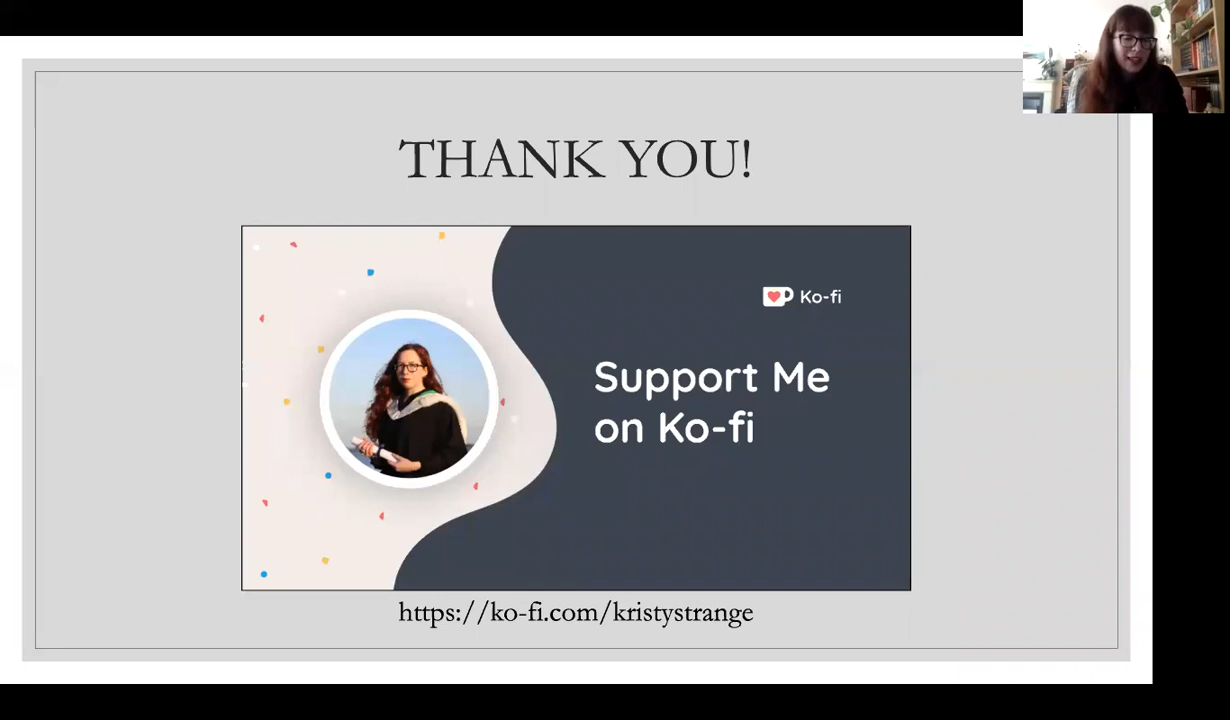 THANK YOU!
Ko-fi
Support Me
on Ko-fi
https://ko-fi.com/kristystrange